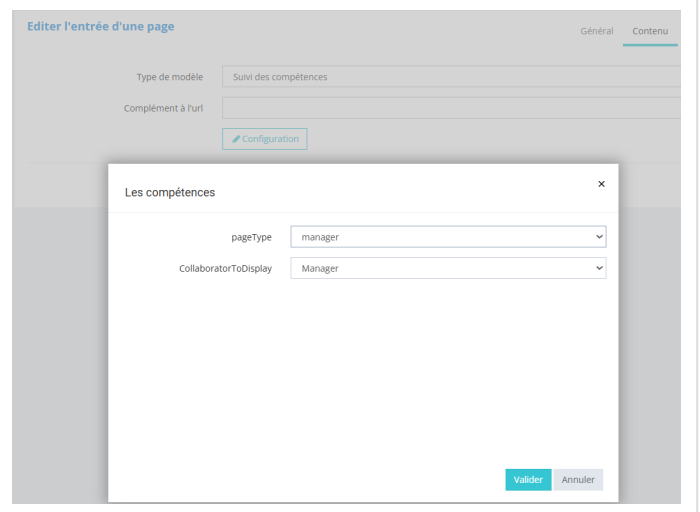 Editer l'entrée d'une page
Général Contenu
Type de modèle Suivi des compétences
Complément à l'url
Configuration
Les compétences ×
pageType manager
CollaboratorToDisplay Manager
Valider Annuler